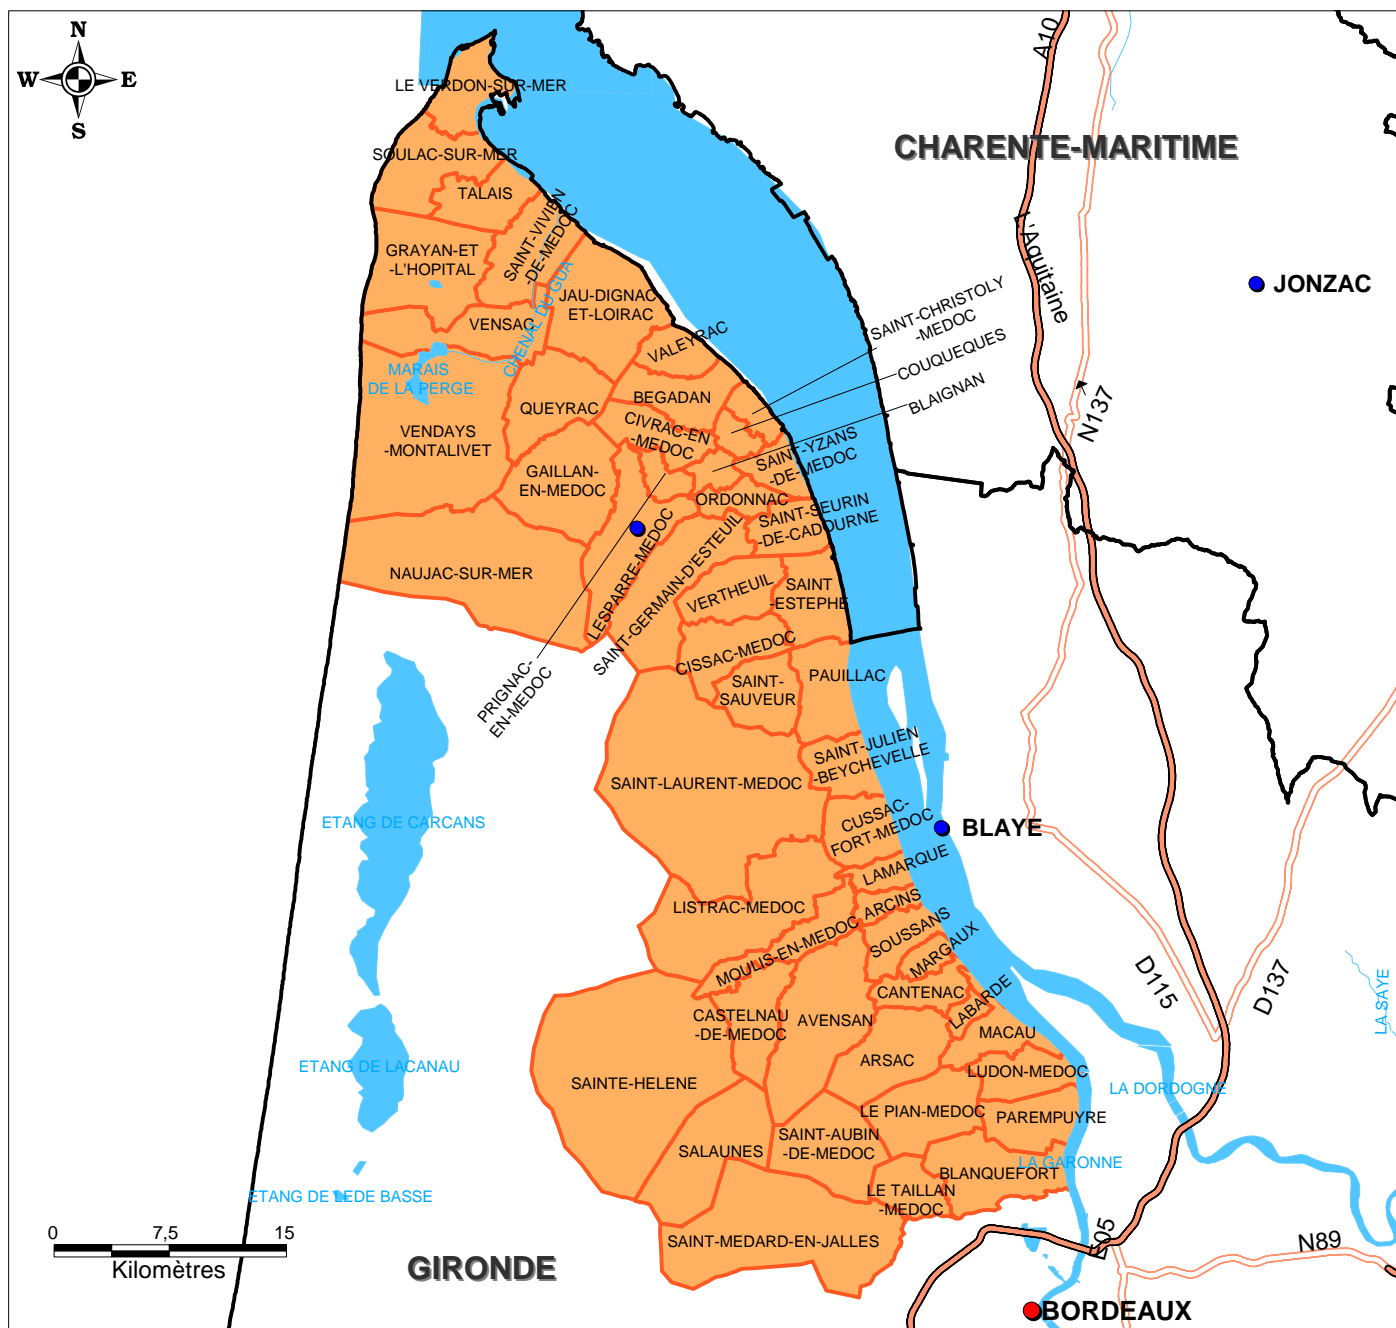 N
W
E
S
A10
LE VERDON-SUR-MER
CHARENTE-MARITIME
SOULAC-SUR-MER
TALAIS
SAINT-VIVIEN
-DE-MEDOC
GRAYAN-ET
-L'HOPITAL
L'Aquitaine
JONZAC
CHENAL DU GUA
JAU-DIGNAC
ET-LOIRAC
VENSAC
VALEYRAC
SAINT-CHRISTOLY
-MEDOC
COUQUEQUES
BLAIGNAN
N137
MARAIS
DE LA PERGE
QUEYRAC
BEGADAN
CIVRAC-EN
-MEDOC
VENDAYS
-MONTALIVET
SAINT-YZANS
-DE-MEDOC
GAILLAN-
EN-MEDOC
ORDONNAC
SAINT-SEURIN
-DE-CADOURNE
NAUJAC-SUR-MER
LESPARRE-MEDOC
SAINT-GERMAIN-D'ESTEUIL
VERTHEUIL
SAINT
-ESTEPHE
CISSAC-MEDOC
PRIGNAC-
EN-MEDOC
SAINT-
SAUVEUR
PAUILLAC
SAINT-JULIEN
-BEYCHEVELLE
SAINT-LAURENT-MEDOC
ETANG DE CARCANS
CUSSAC-
FORT-MEDOC
BLAYE
LAMARQUE
LISTRAC-MEDOC
ARCINS
MOULIS-EN-MEDOC
SOUSSANS
MARGAUX
D115
D137
LA SAYE
CANTENAC
LABARDE
CASTELNAU
-DE-MEDOC
AVENSAN
MACAU
ARSAC
ETANG DE LACANAU
SAINTE-HELENE
LUDON-MEDOC
LA DORDOGNE
LE PIAN-MEDOC
PAREMPUYRE
SALAUNES
SAINT-AUBIN
-DE-MEDOC
LA GARONNE
BLANQUEFORT
ETANG DE LEDE BASSE
LE TAILLAN
-MEDOC
0 7,5 15
Kilomètres
SAINT-MEDARD-EN-JALLES
E05
N89
GIRONDE
BORDEAUX